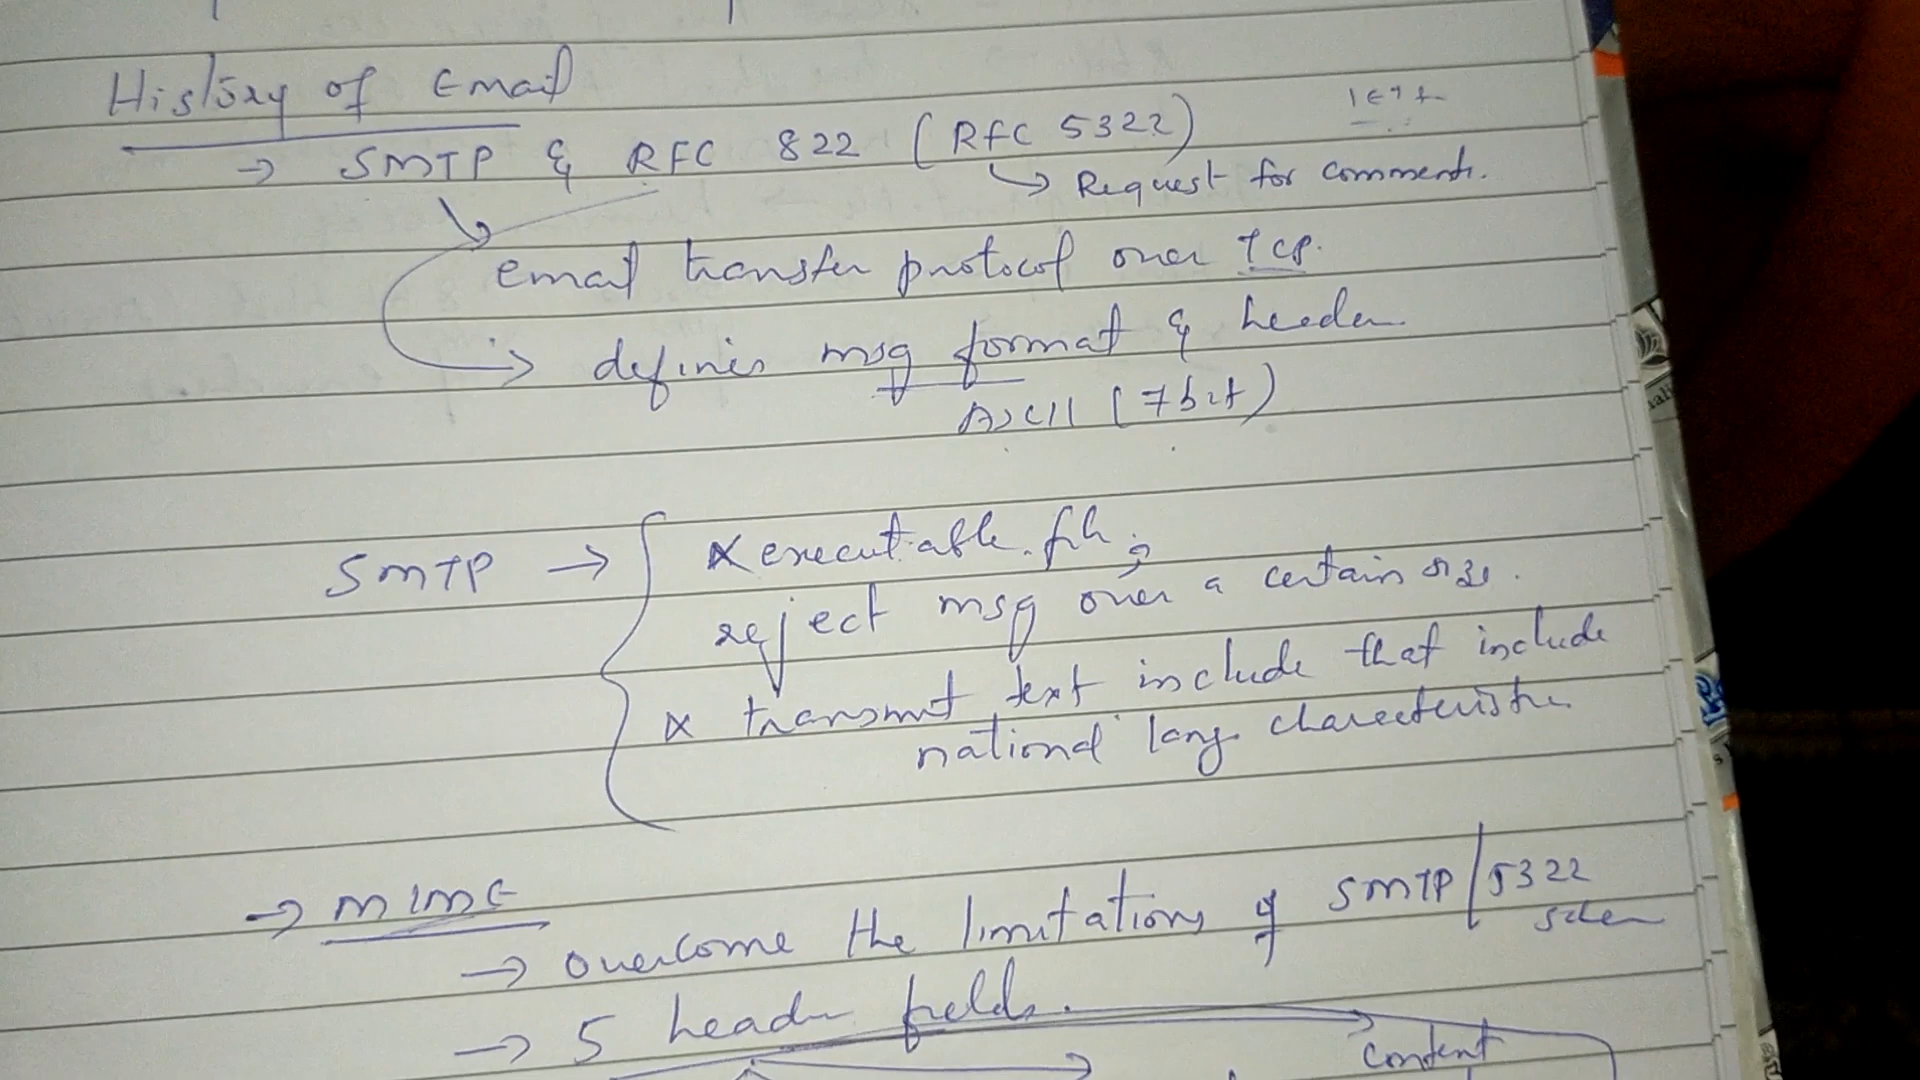 History of Email
→ SMTP & RFC 822 (RFC 5322)
→ Request for comments.
email transfer protocol over TCP.
→ defines msg format & header
ASCII (7 bit)
SMTP → { x executable file;
reject msg over a certain size.
x transmit text include that include
national lang. characteristic
→ MIME
→ overcome the limitations of SMTP/5322
→ 5 header fields.
content